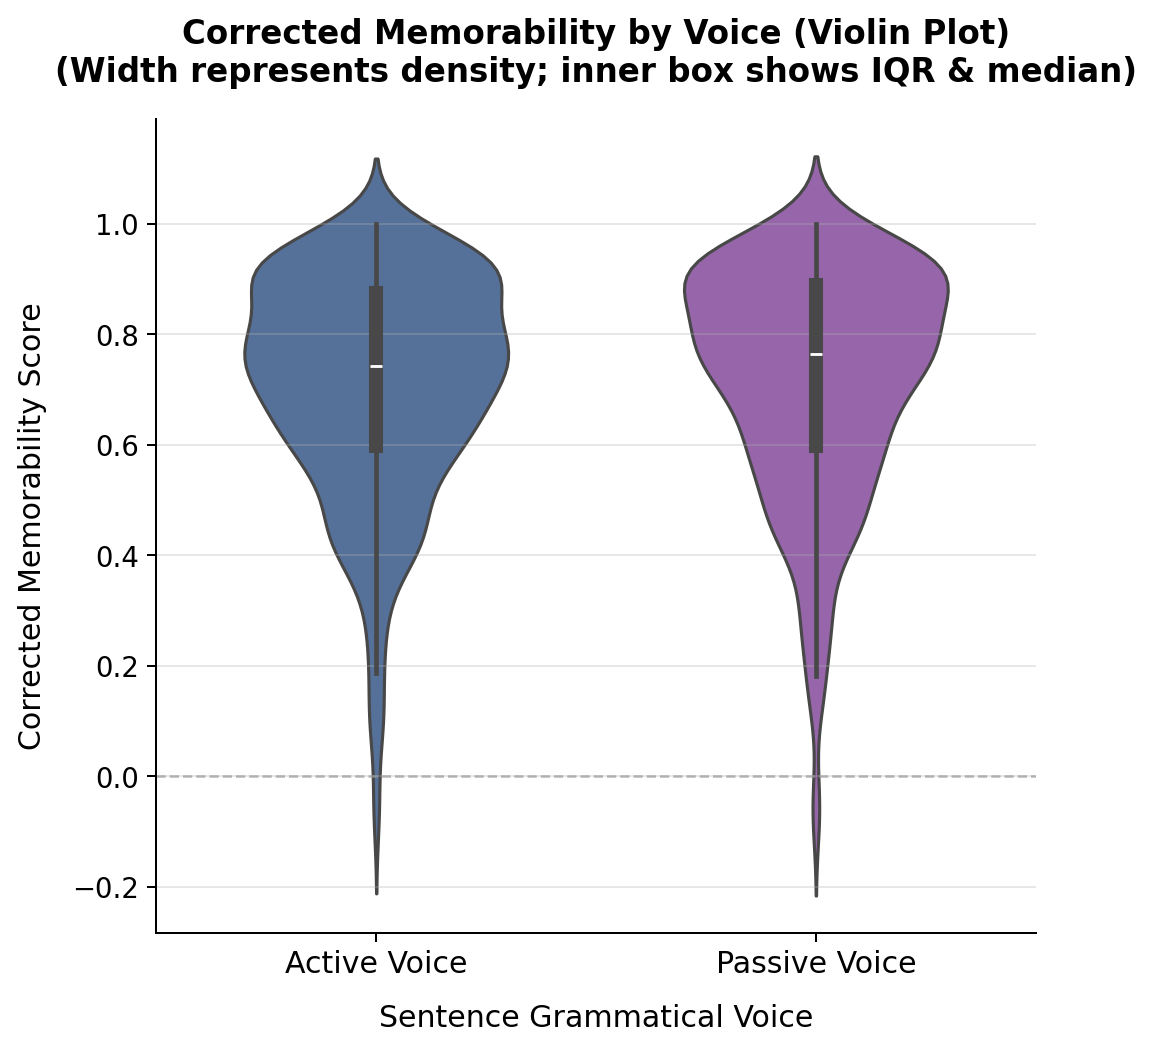 Corrected Memorability by Voice (Violin Plot)
(Width represents density; inner box shows IQR & median)
Corrected Memorability Score
1.0
0.8
0.6
0.4
0.2
0.0
−0.2
Active Voice
Passive Voice
Sentence Grammatical Voice